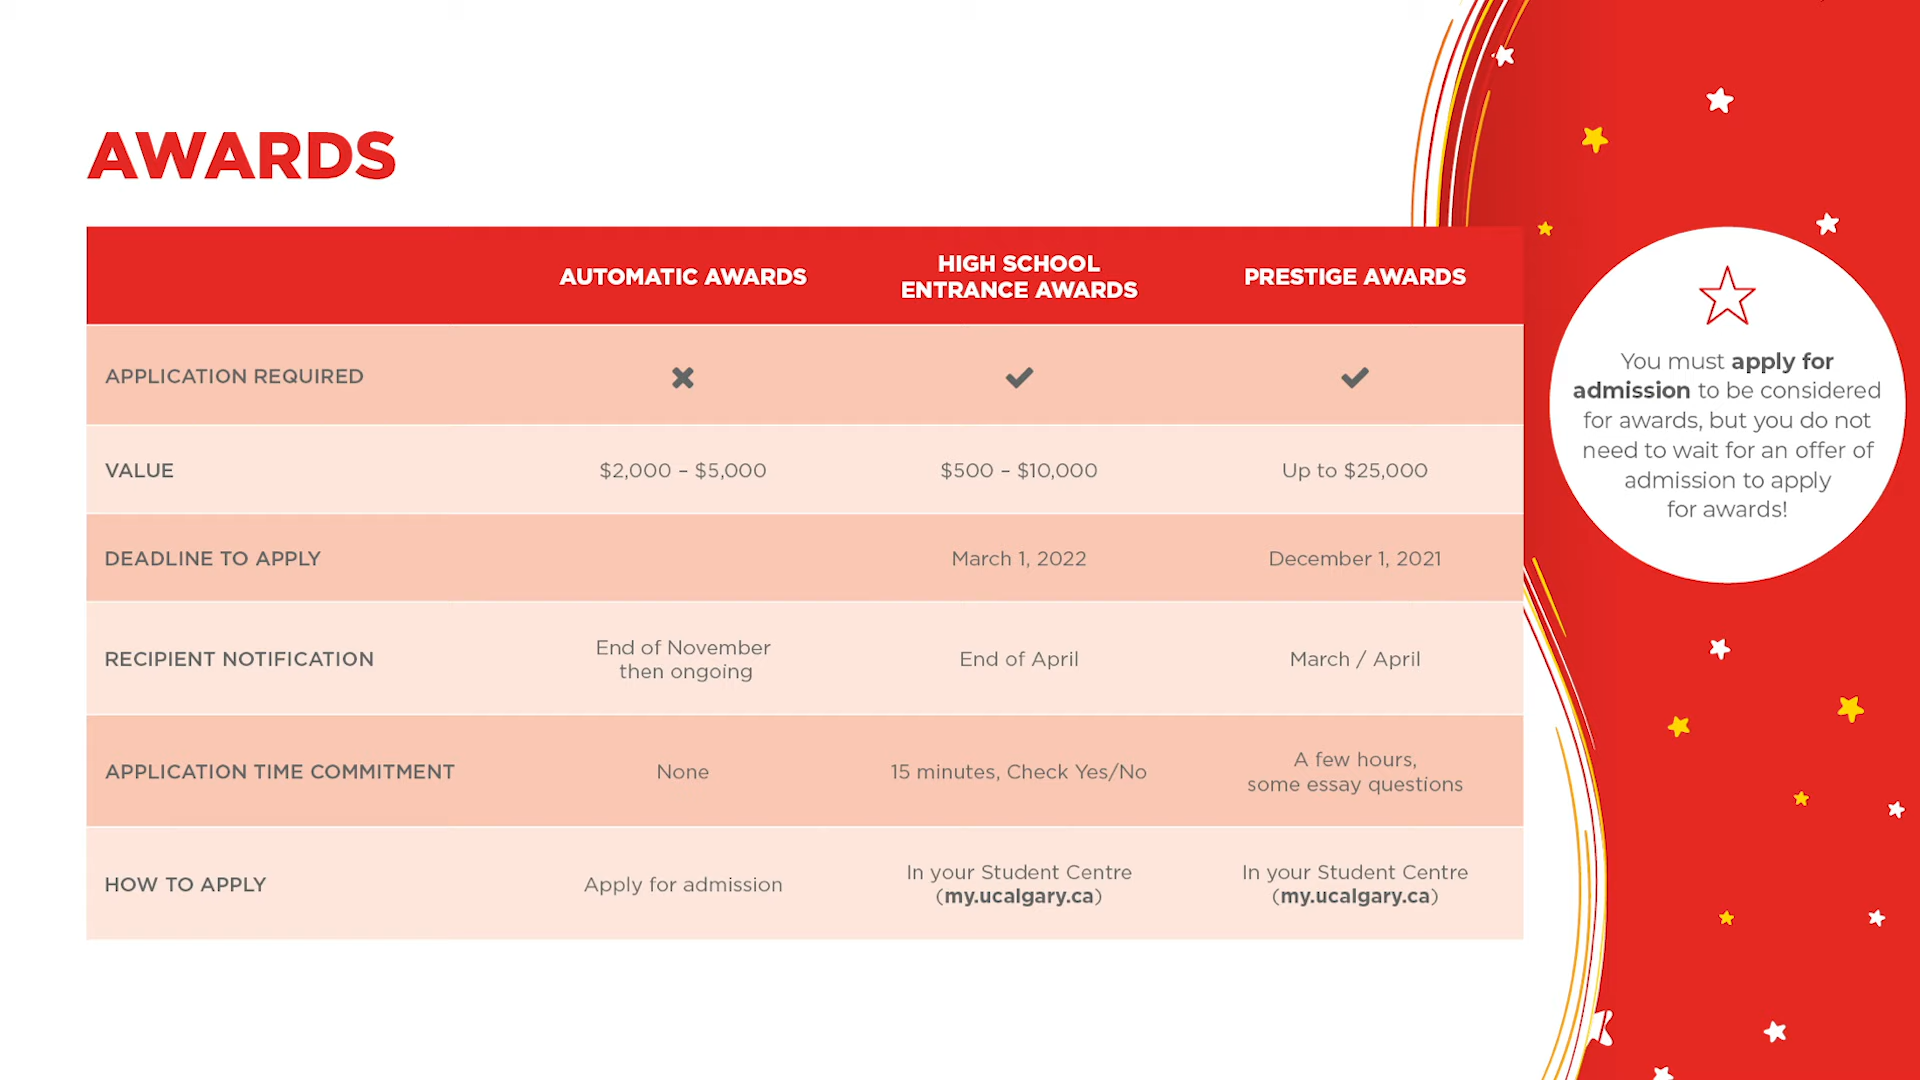 AWARDS
AUTOMATIC AWARDS
HIGH SCHOOL
ENTRANCE AWARDS
PRESTIGE AWARDS
APPLICATION REQUIRED
VALUE
$2,000 – $5,000
$500 – $10,000
Up to $25,000
DEADLINE TO APPLY
March 1, 2022
December 1, 2021
RECIPIENT NOTIFICATION
End of November
then ongoing
End of April
March / April
APPLICATION TIME COMMITMENT
None
15 minutes, Check Yes/No
A few hours,
some essay questions
HOW TO APPLY
Apply for admission
In your Student Centre
(my.ucalgary.ca)
In your Student Centre
(my.ucalgary.ca)
You must apply for
admission to be considered
for awards, but you do not
need to wait for an offer of
admission to apply
for awards!